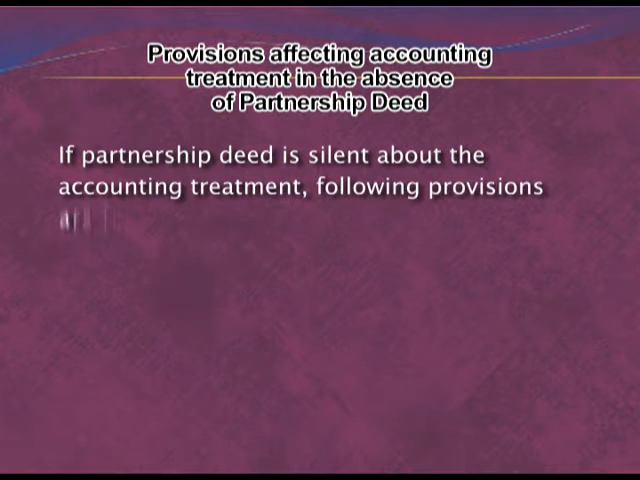 Provisions affecting accounting
treatment in the absence
of Partnership Deed
If partnership deed is silent about the
accounting treatment, following provisions